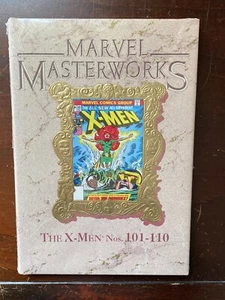 MARVEL
MASTERWORKS
MARVEL COMICS GROUP
X-MEN
THE X-MEN NOS. 101-110